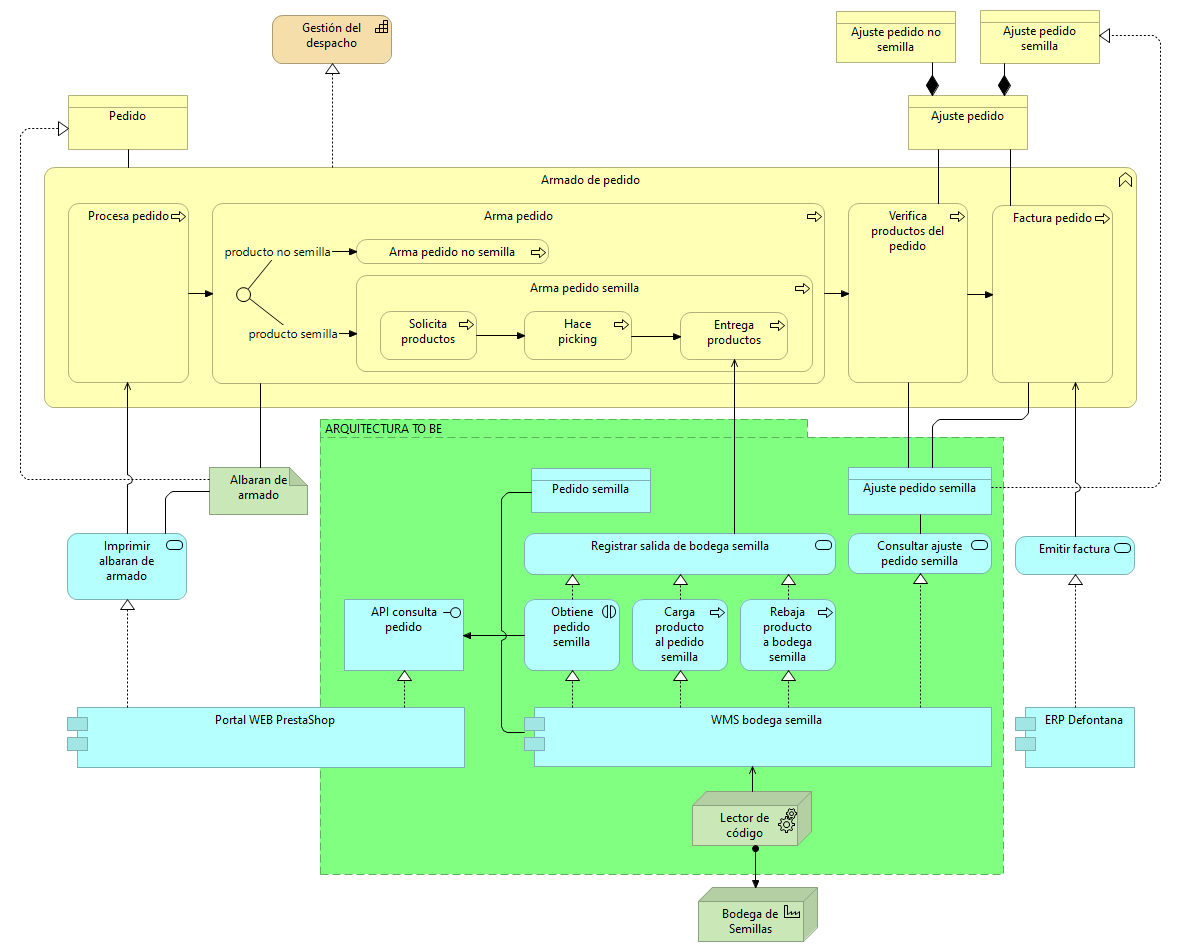 Gestión del
despacho
Ajuste pedido no
semilla
Ajuste pedido
semilla
Pedido
Ajuste pedido
Armado de pedido
Procesa pedido
Arma pedido
producto no semilla
Arma pedido no semilla
Arma pedido semilla
producto semilla
Solicita
productos
Hace
picking
Entrega
productos
Verifica
productos del
pedido
Factura pedido
ARQUITECTURA TO BE
Albaran de
armado
Pedido semilla
Ajuste pedido semilla
Imprimir
albaran de
armado
Registrar salida de bodega semilla
Consultar ajuste
pedido semilla
Emitir factura
API consulta
pedido
Obtiene
pedido
semilla
Carga
producto
al pedido
semilla
Rebaja
producto
a bodega
semilla
Portal WEB PrestaShop
WMS bodega semilla
ERP Defontana
Lector de
código
Bodega de
Semillas